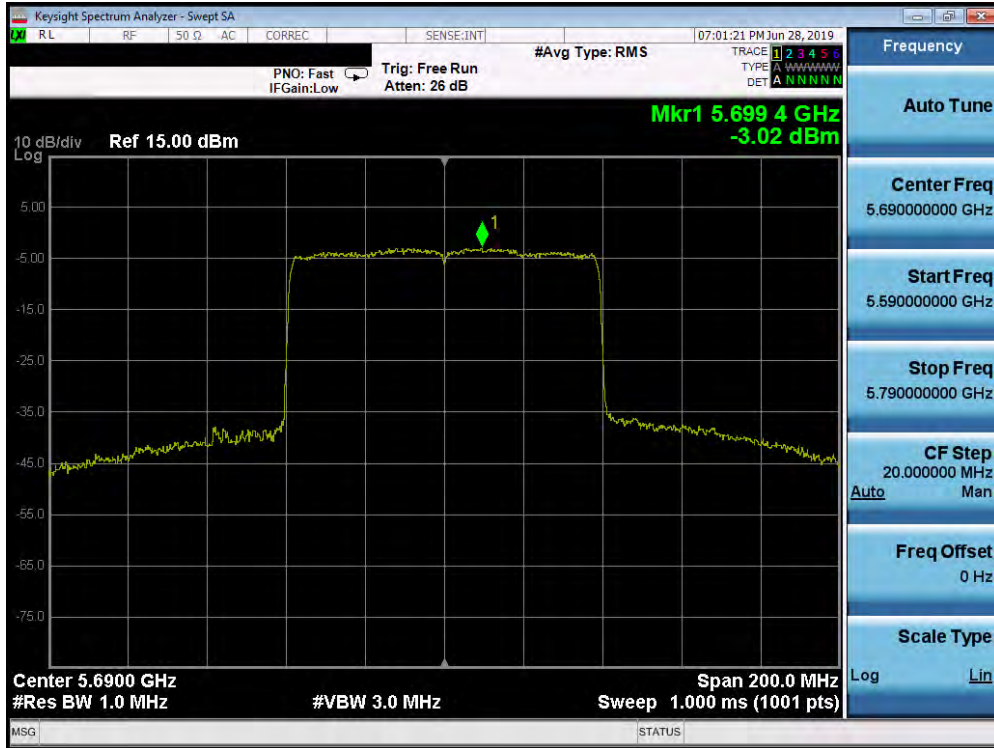 Keysight Spectrum Analyzer - Swept SA
LXI RL RF 50 Ω AC CORREC SENSE:INT 07:01:21 PM Jun 28, 2019
#Avg Type: RMS TRACE 1 2 3 4 5 6
PNO: Fast Trig: Free Run TYPE A WWWWW
IFGain:Low Atten: 26 dB DET A N N N N N
Mkr1 5.699 4 GHz
-3.02 dBm
10 dB/div Ref 15.00 dBm
Log
1
5.00
-5.00
-15.0
-25.0
-35.0
-45.0
-55.0
-65.0
-75.0
Center 5.6900 GHz Span 200.0 MHz
#Res BW 1.0 MHz #VBW 3.0 MHz Sweep 1.000 ms (1001 pts)
MSG STATUS
Frequency
Auto Tune
Center Freq
5.690000000 GHz
Start Freq
5.590000000 GHz
Stop Freq
5.790000000 GHz
CF Step
20.000000 MHz
Auto Man
Freq Offset
0 Hz
Scale Type
Log Lin